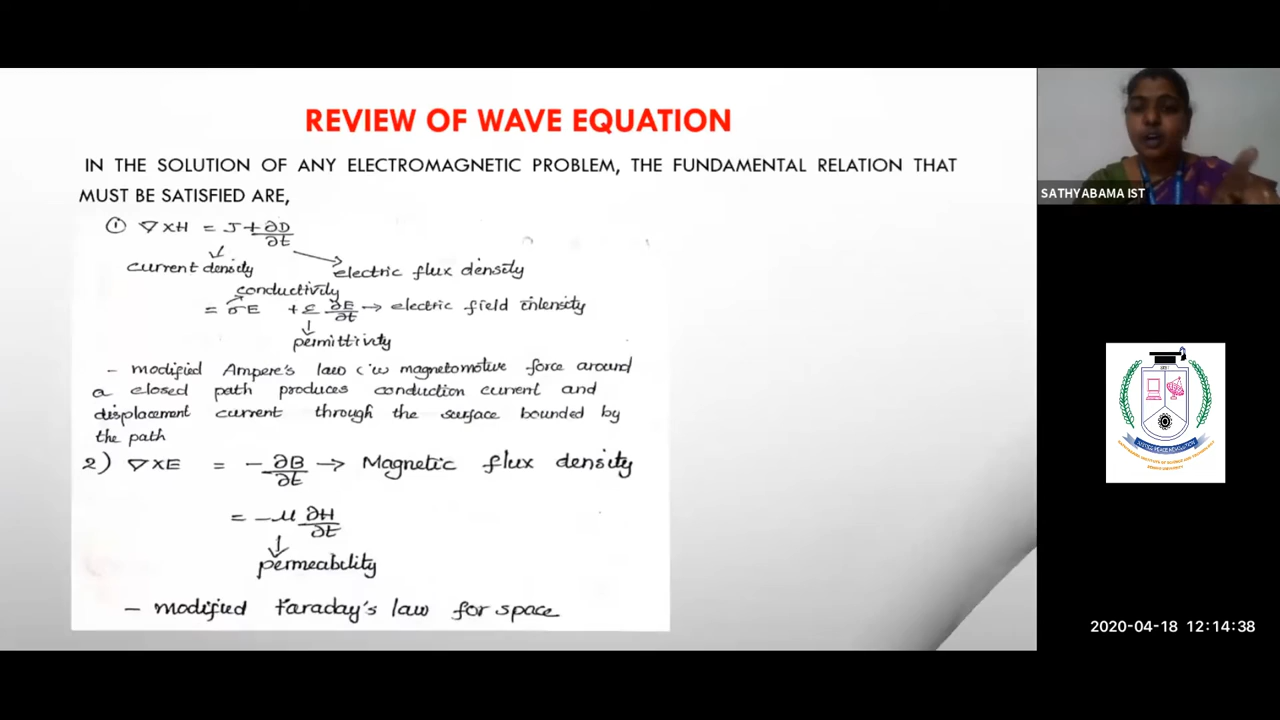 REVIEW OF WAVE EQUATION
IN THE SOLUTION OF ANY ELECTROMAGNETIC PROBLEM, THE FUNDAMENTAL RELATION THAT
MUST BE SATISFIED ARE,
① ∇XH = J+∂D/∂t
current density
electric flux density
conductivity
= σE + ε ∂E/∂t → electric field intensity
permittivity
- modified Ampere's law (ie) magnetomotive force around
a closed path produces conduction current and
displacement current through the surface bounded by
the path
2) ∇XE = -∂B/∂t → Magnetic flux density
= -μ ∂H/∂t
permeability
- modified Faraday's law for space
SATHYABAMA IST
2020-04-18 12:14:38